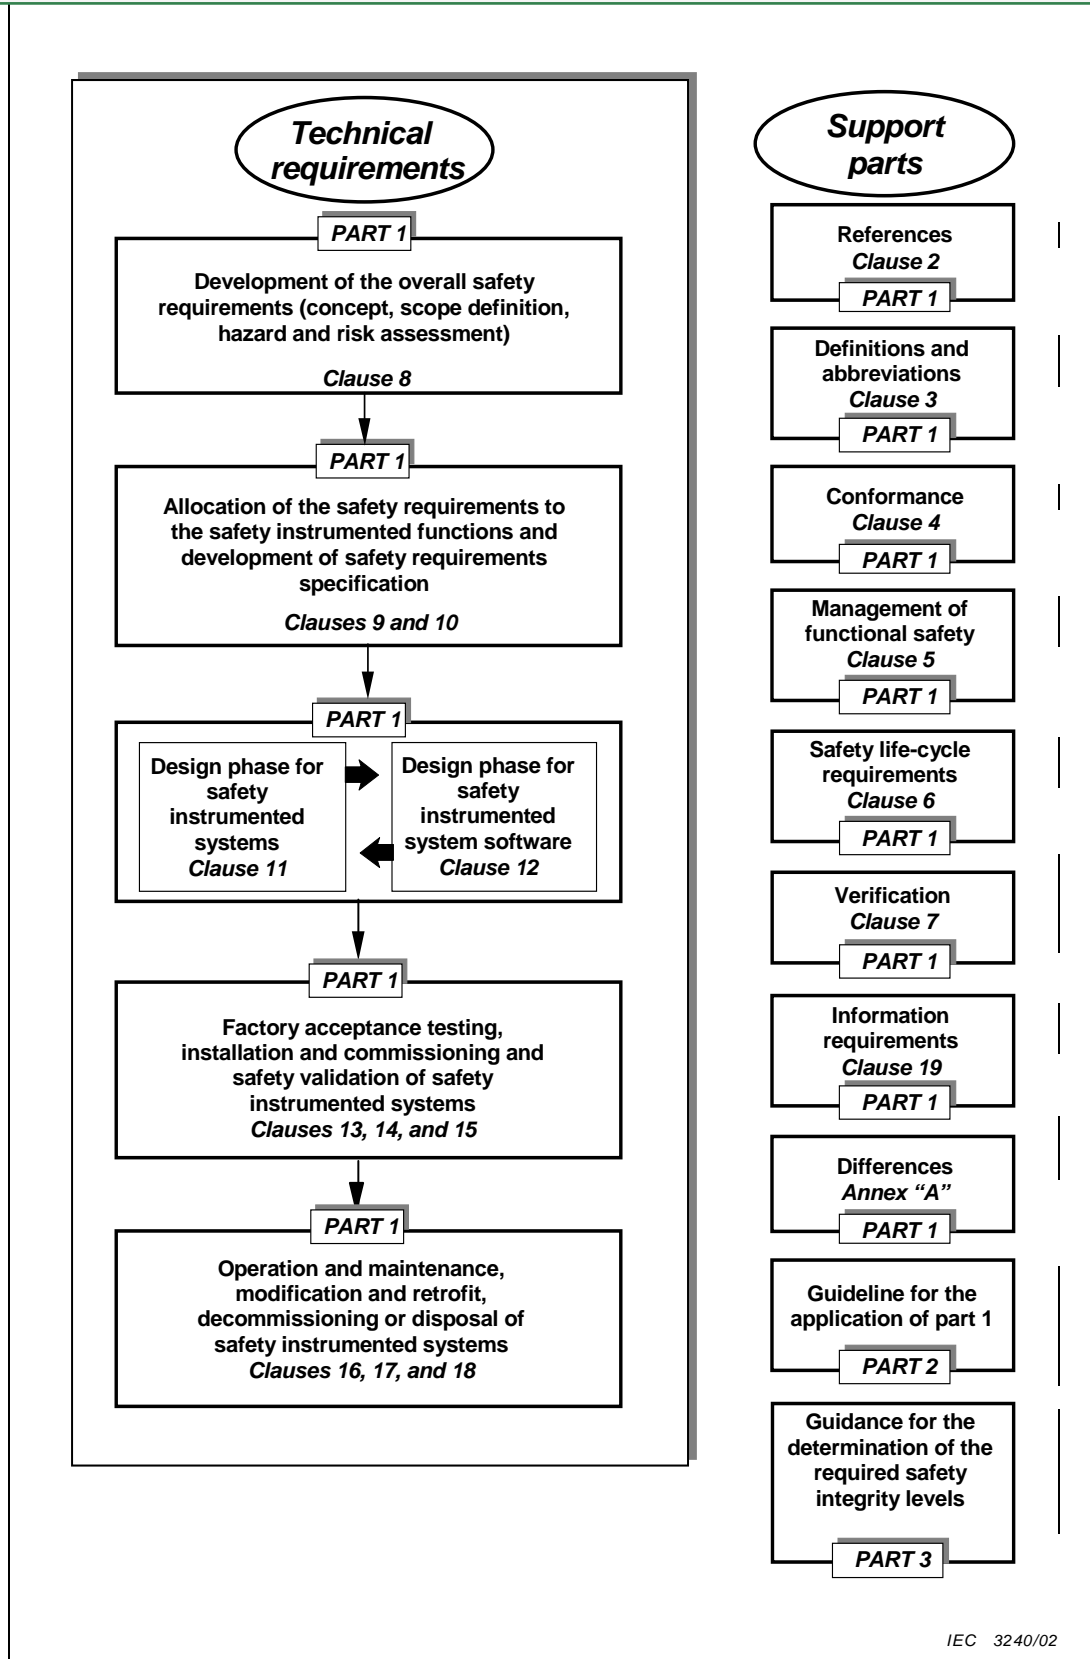 Technical
requirements
PART 1
Development of the overall safety
requirements (concept, scope definition,
hazard and risk assessment)
Clause 8
PART 1
Allocation of the safety requirements to
the safety instrumented functions and
development of safety requirements
specification
Clauses 9 and 10
PART 1
Design phase for
safety
instrumented
systems
Clause 11
Design phase for
safety
instrumented
system software
Clause 12
PART 1
Factory acceptance testing,
installation and commissioning and
safety validation of safety
instrumented systems
Clauses 13, 14, and 15
PART 1
Operation and maintenance,
modification and retrofit,
decommissioning or disposal of
safety instrumented systems
Clauses 16, 17, and 18
Support
parts
References
Clause 2
PART 1
Definitions and
abbreviations
Clause 3
PART 1
Conformance
Clause 4
PART 1
Management of
functional safety
Clause 5
PART 1
Safety life-cycle
requirements
Clause 6
PART 1
Verification
Clause 7
PART 1
Information
requirements
Clause 19
PART 1
Differences
Annex “A”
PART 1
Guideline for the
application of part 1
PART 2
Guidance for the
determination of the
required safety
integrity levels
PART 3
IEC 3240/02